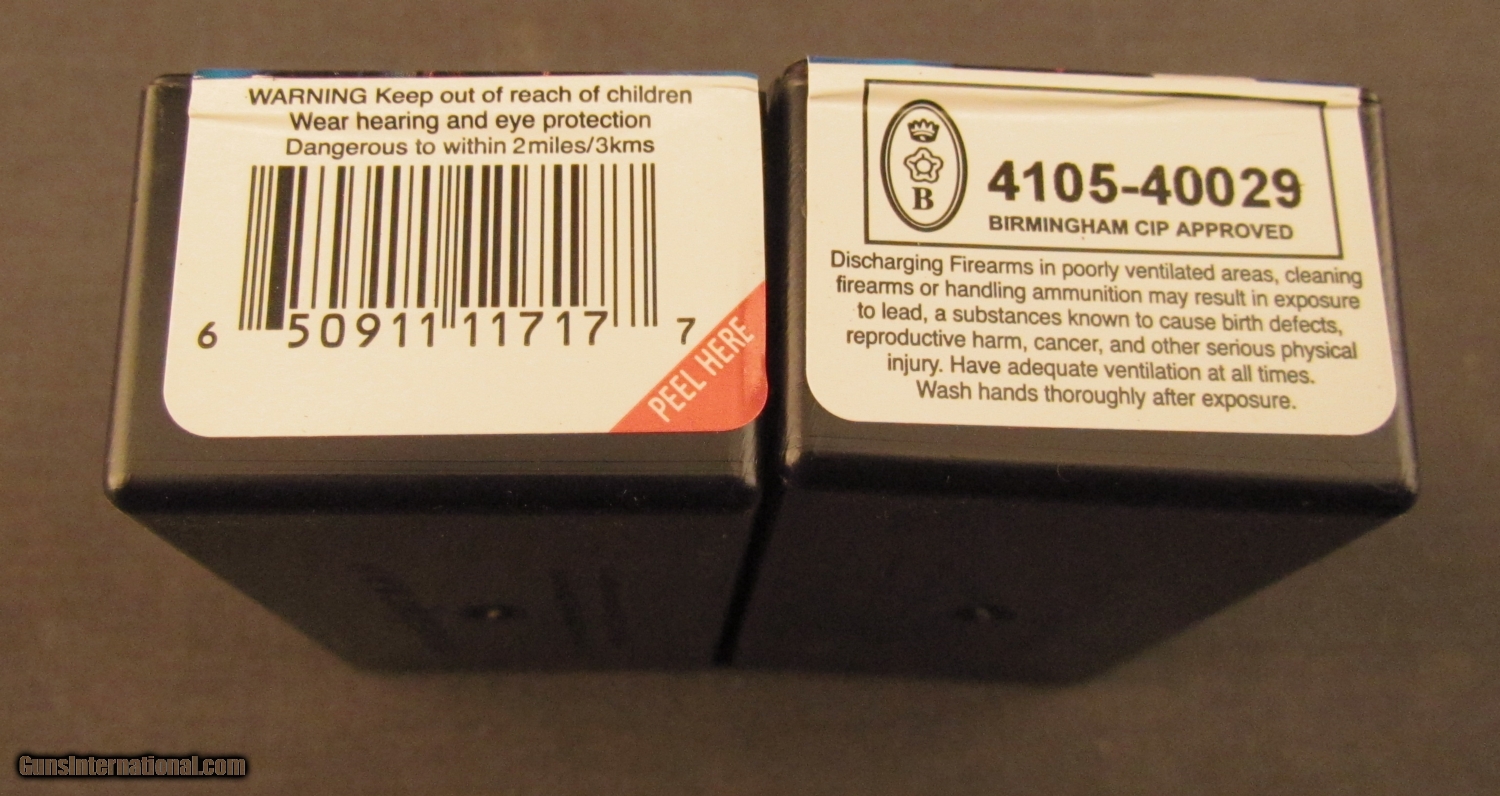 WARNING Keep out of reach of children
Wear hearing and eye protection
Dangerous to within 2miles/3kms
6 50911 11717 7
PEEL HERE
B
4105-40029
BIRMINGHAM CIP APPROVED
Discharging Firearms in poorly ventilated areas, cleaning
firearms or handling ammunition may result in exposure
to lead, a substances known to cause birth defects,
reproductive harm, cancer, and other serious physical
injury. Have adequate ventilation at all times.
Wash hands thoroughly after exposure.
GunsInternational.com